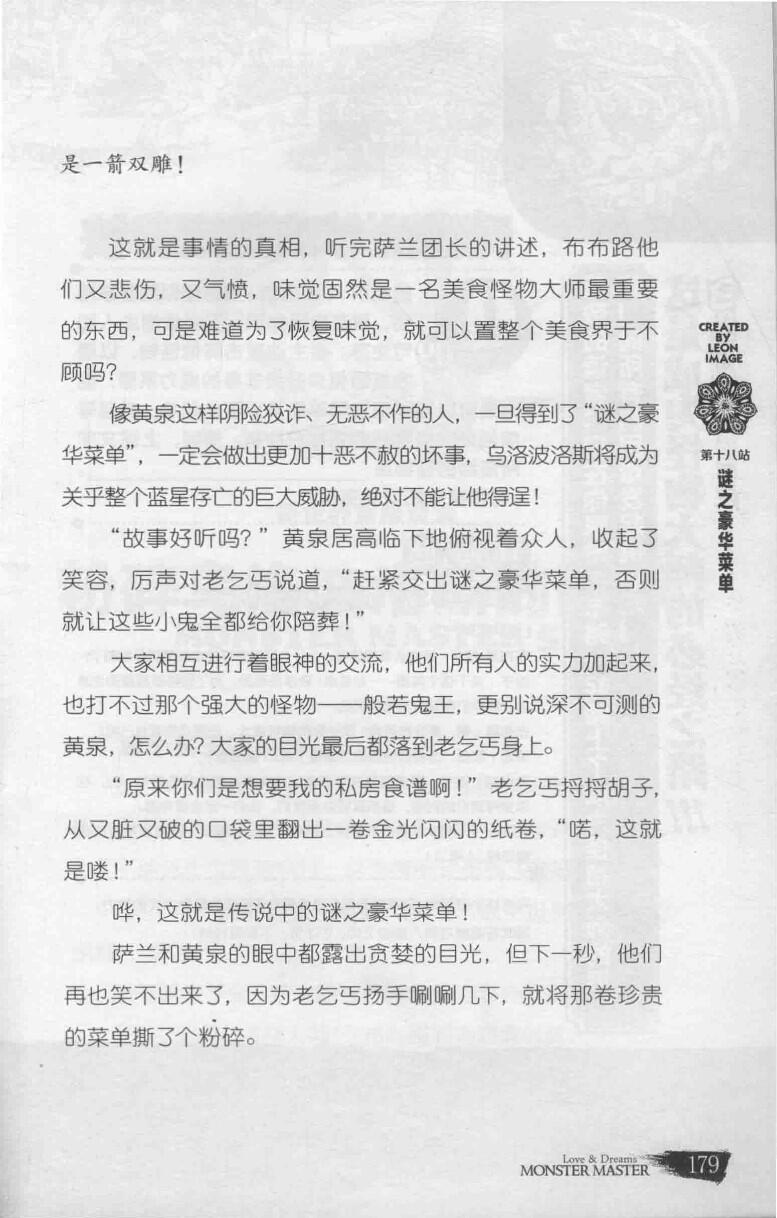 是一箭双雕！
这就是事情的真相，听完萨兰团长的讲述，布布路他
们又悲伤，又气愤，味觉固然是一名美食怪物大师最重要
的东西，可是难道为了恢复味觉，就可以置整个美食界于不
顾吗？
像黄泉这样阴险狡诈、无恶不作的人，一旦得到了“谜之豪
华菜单”，一定会做出更加十恶不赦的坏事，乌洛波洛斯将成为
关乎整个蓝星存亡的巨大威胁，绝对不能让他得逞！
“故事好听吗？”黄泉居高临下地俯视着众人，收起了
笑容，厉声对老乞丐说道，“赶紧交出谜之豪华菜单，否则
就让这些小鬼全都给你陪葬！”
大家相互进行着眼神的交流，他们所有人的实力加起来，
也打不过那个强大的怪物——般若鬼王，更别说深不可测的
黄泉，怎么办？大家的目光最后都落到老乞丐身上。
“原来你们是想要我的私房食谱啊！”老乞丐捋捋胡子，
从又脏又破的口袋里翻出一卷金光闪闪的纸卷，“喏，这就
是喽！”
哗，这就是传说中的谜之豪华菜单！
萨兰和黄泉的眼中都露出贪婪的目光，但下一秒，他们
再也笑不出来了，因为老乞丐扬手唰唰几下，就将那卷珍贵
的菜单撕了个粉碎。
CREATED
BY
LEON
IMAGE
第十八站
谜之豪华菜单
Love & Dreams
MONSTER MASTER 179